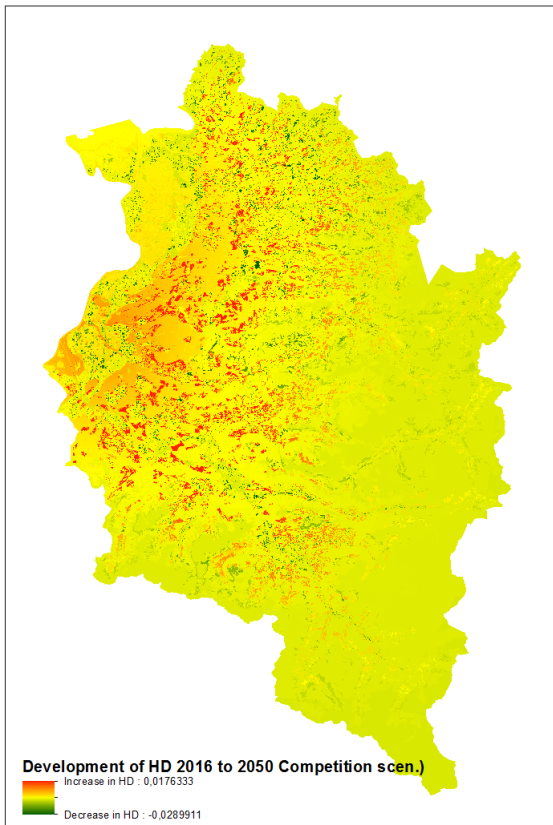 Development of HD 2016 to 2050 Competition scen.)
Increase in HD : 0,0176333
Decrease in HD : -0,0289911